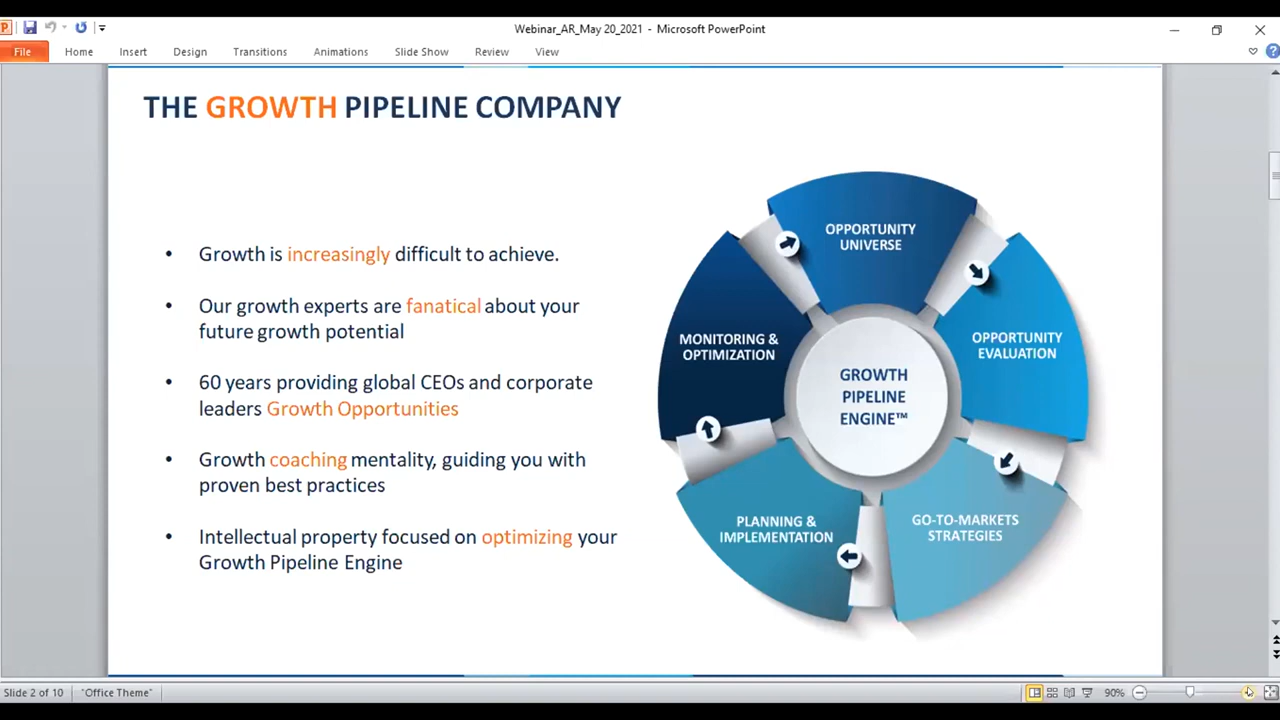 Webinar_AR_May 20_2021 - Microsoft PowerPoint
File Home Insert Design Transitions Animations Slide Show Review View
THE GROWTH PIPELINE COMPANY
• Growth is increasingly difficult to achieve.
• Our growth experts are fanatical about your
future growth potential
• 60 years providing global CEOs and corporate
leaders Growth Opportunities
• Growth coaching mentality, guiding you with
proven best practices
• Intellectual property focused on optimizing your
Growth Pipeline Engine
OPPORTUNITY
UNIVERSE
OPPORTUNITY
EVALUATION
GO-TO-MARKETS
STRATEGIES
PLANNING &
IMPLEMENTATION
MONITORING &
OPTIMIZATION
GROWTH
PIPELINE
ENGINE™
Slide 2 of 10 "Office Theme" 90%